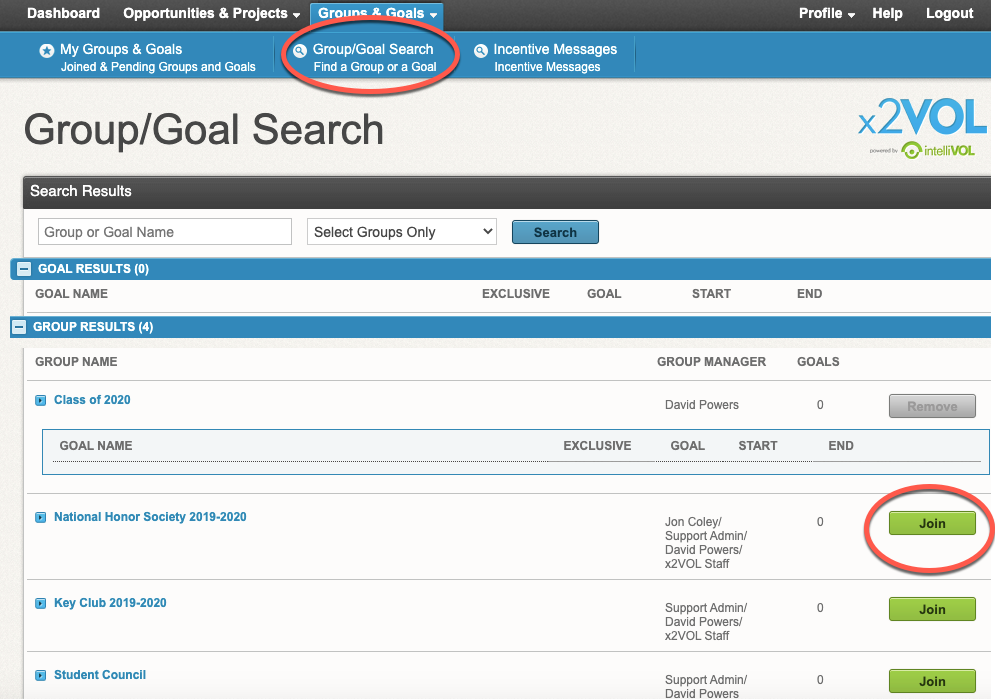 Dashboard Opportunities & Projects Groups & Goals Profile Help Logout
My Groups & Goals Group/Goal Search Incentive Messages
Joined & Pending Groups and Goals Find a Group or a Goal Incentive Messages
Group/Goal Search
x2VOL
powered by intelliVOL
Search Results
Group or Goal Name Select Groups Only Search
GOAL RESULTS (0)
GOAL NAME EXCLUSIVE GOAL START END
GROUP RESULTS (4)
GROUP NAME GROUP MANAGER GOALS
Class of 2020 David Powers 0 Remove
GOAL NAME EXCLUSIVE GOAL START END
National Honor Society 2019-2020 Jon Coley/ 0 Join
Support Admin/
David Powers/
x2VOL Staff
Key Club 2019-2020 Support Admin/ 0 Join
David Powers/
x2VOL Staff
Student Council Support Admin/ 0 Join
David Powers/